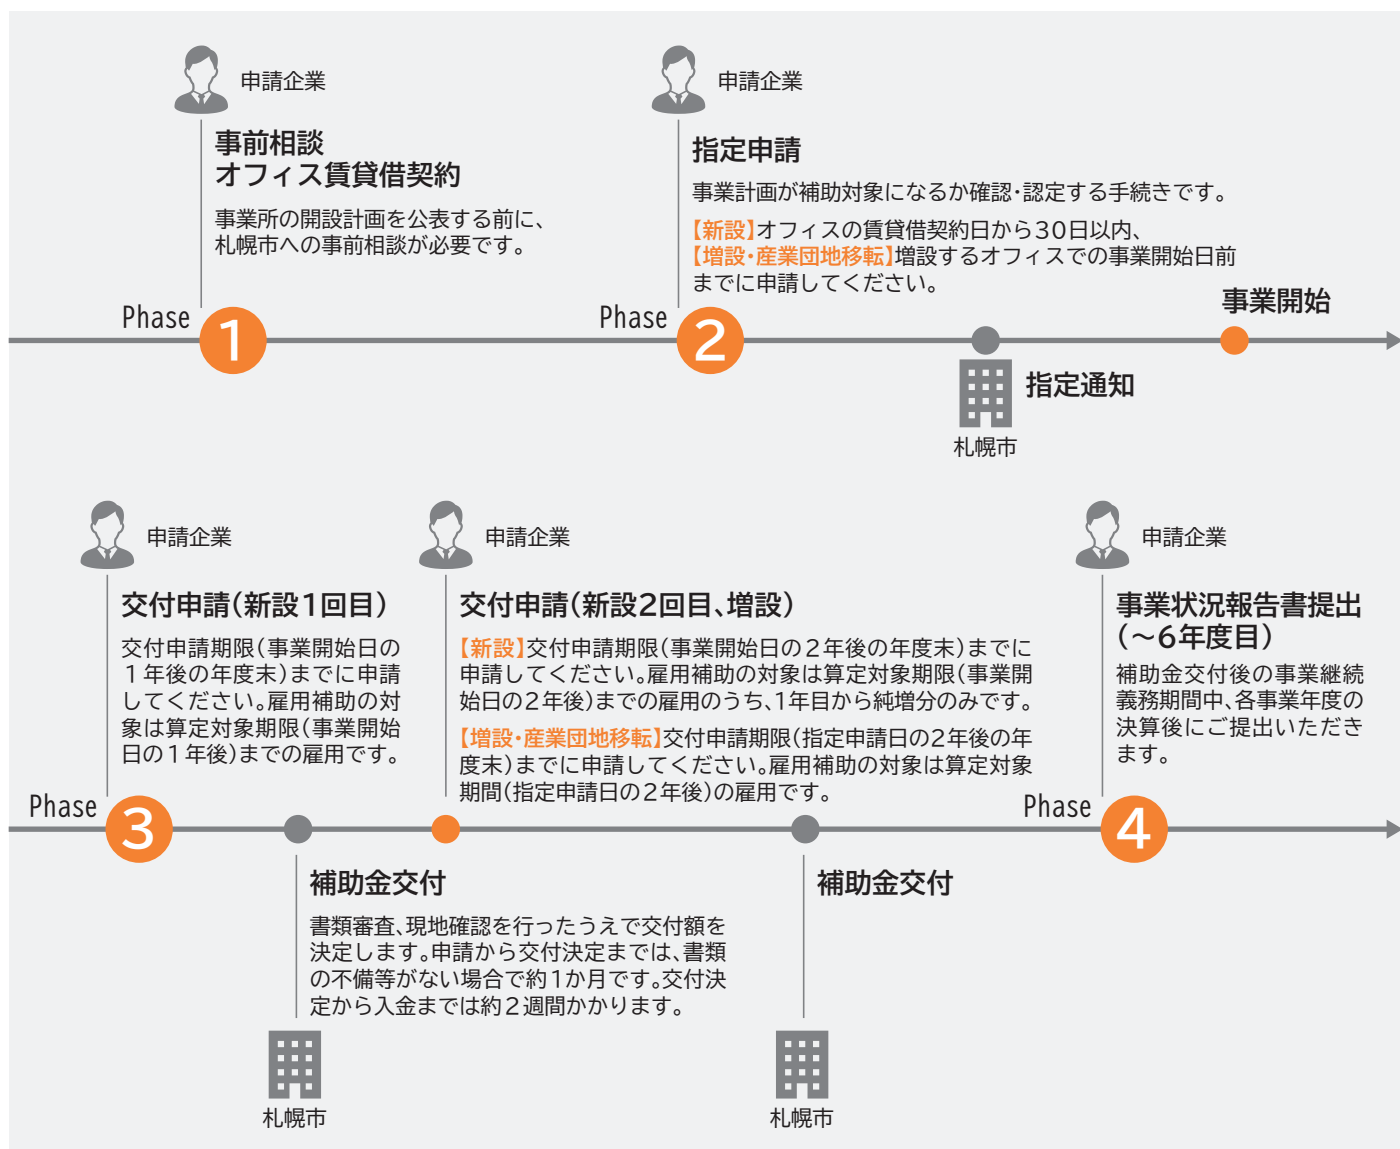 申請企業
事前相談
オフィス賃貸借契約
事業所の開設計画を公表する前に、
札幌市への事前相談が必要です。
Phase
1
申請企業
指定申請
事業計画が補助対象になるか確認・認定する手続きです。
【新設】オフィスの賃貸借契約日から30日以内、
【増設・産業団地移転】増設するオフィスでの事業開始日前
までに申請してください。
Phase
2
指定通知
札幌市
事業開始
申請企業
交付申請(新設1回目)
交付申請期限(事業開始日の
1年後の年度末)までに申請
してください。雇用補助の対
象は算定対象期限(事業開始
日の1年後)までの雇用です。
Phase
3
補助金交付
書類審査、現地確認を行ったうえで交付額を
決定します。申請から交付決定までは、書類
の不備等がない場合で約1か月です。交付決
定から入金までは約2週間かかります。
札幌市
申請企業
交付申請(新設2回目、増設)
【新設】交付申請期限(事業開始日の2年後の年度末)までに
申請してください。雇用補助の対象は算定対象期限(事業開
始日の2年後)までの雇用のうち、1年目から純増分のみです。
【増設・産業団地移転】交付申請期限(指定申請日の2年後の年
度末)までに申請してください。雇用補助の対象は算定対象
期間(指定申請日の2年後)の雇用です。
補助金交付
札幌市
申請企業
事業状況報告書提出
(~6年度目)
補助金交付後の事業継続
義務期間中、各事業年度の
決算後にご提出いただき
ます。
Phase
4